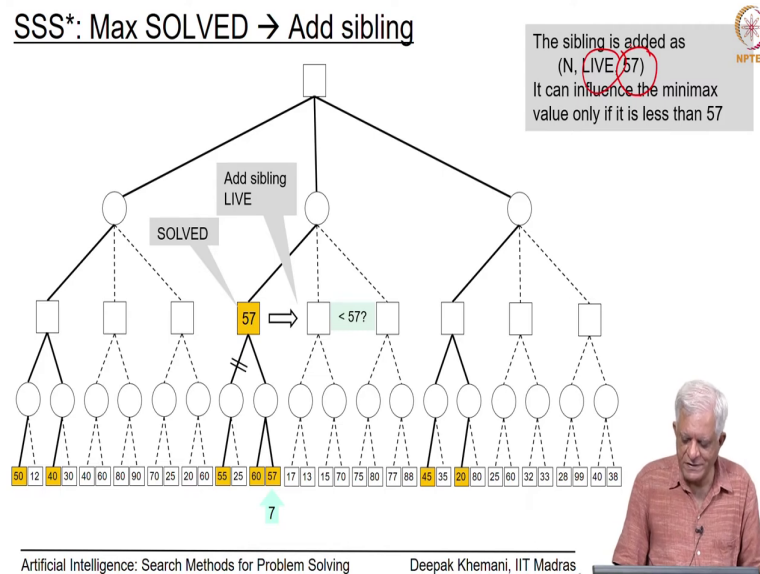 SSS*: Max SOLVED → Add sibling
The sibling is added as
(N, LIVE 57)
It can influence the minimax
value only if it is less than 57
NPTE
Add sibling
LIVE
SOLVED
57
< 57?
50 12 40 30 40 60 80 90 70 25 20 60 55 25 60 57 17 13 15 70 75 80 77 88 45 35 20 80 25 60 32 33 28 99 40 38
7
Artificial Intelligence: Search Methods for Problem Solving
Deepak Khemani, IIT Madras